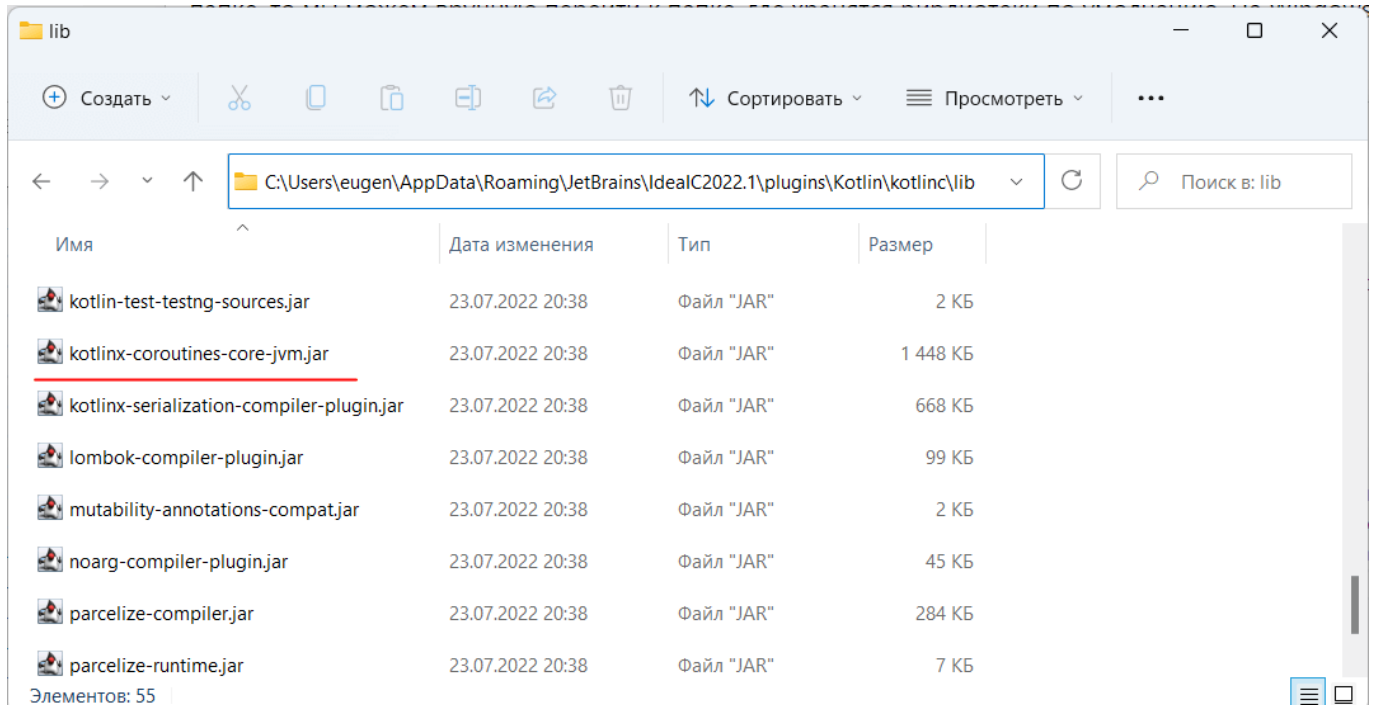 lib
Создать
Сортировать
Просмотреть
C:\Users\eugen\AppData\Roaming\JetBrains\IdeaIC2022.1\plugins\Kotlin\kotlinc\lib
Поиск в: lib
Имя Дата изменения Тип Размер
kotlin-test-testng-sources.jar 23.07.2022 20:38 Файл "JAR" 2 КБ
kotlinx-coroutines-core-jvm.jar 23.07.2022 20:38 Файл "JAR" 1 448 КБ
kotlinx-serialization-compiler-plugin.jar 23.07.2022 20:38 Файл "JAR" 668 КБ
lombok-compiler-plugin.jar 23.07.2022 20:38 Файл "JAR" 99 КБ
mutability-annotations-compat.jar 23.07.2022 20:38 Файл "JAR" 2 КБ
noarg-compiler-plugin.jar 23.07.2022 20:38 Файл "JAR" 45 КБ
parcelize-compiler.jar 23.07.2022 20:38 Файл "JAR" 284 КБ
parcelize-runtime.jar 23.07.2022 20:38 Файл "JAR" 7 КБ
Элементов: 55